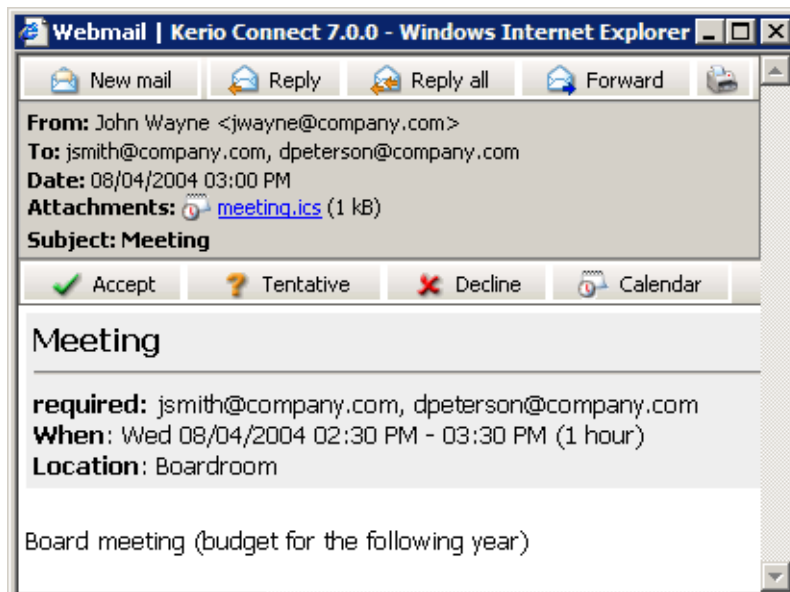 Webmail | Kerio Connect 7.0.0 - Windows Internet Explorer
New mail Reply Reply all Forward
From: John Wayne <jwayne@company.com>
To: jsmith@company.com, dpeterson@company.com
Date: 08/04/2004 03:00 PM
Attachments: meeting.ics (1 kB)
Subject: Meeting
Accept Tentative Decline Calendar
Meeting
required: jsmith@company.com, dpeterson@company.com
When: Wed 08/04/2004 02:30 PM - 03:30 PM (1 hour)
Location: Boardroom
Board meeting (budget for the following year)